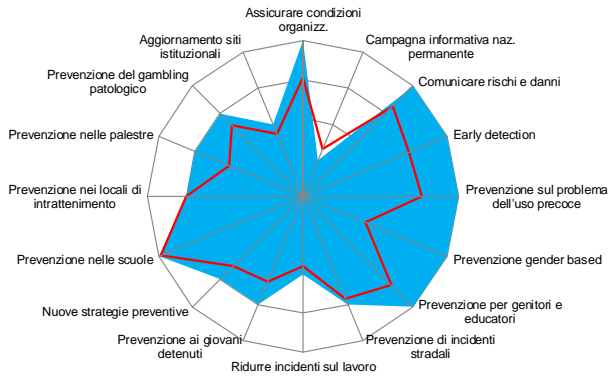 Assicurare condizioni
organizz.
Campagna informativa naz.
permanente
Comunicare rischi e danni
Early detection
Prevenzione sul problema
dell'uso precoce
Prevenzione gender based
Prevenzione per genitori e
educatori
Prevenzione di incidenti
stradali
Ridurre incidenti sul lavoro
Prevenzione ai giovani
detenuti
Nuove strategie preventive
Prevenzione nelle scuole
Prevenzione nei locali di
intrattenimento
Prevenzione nelle palestre
Prevenzione del gambling
patologico
Aggiornamento siti
istituzionali